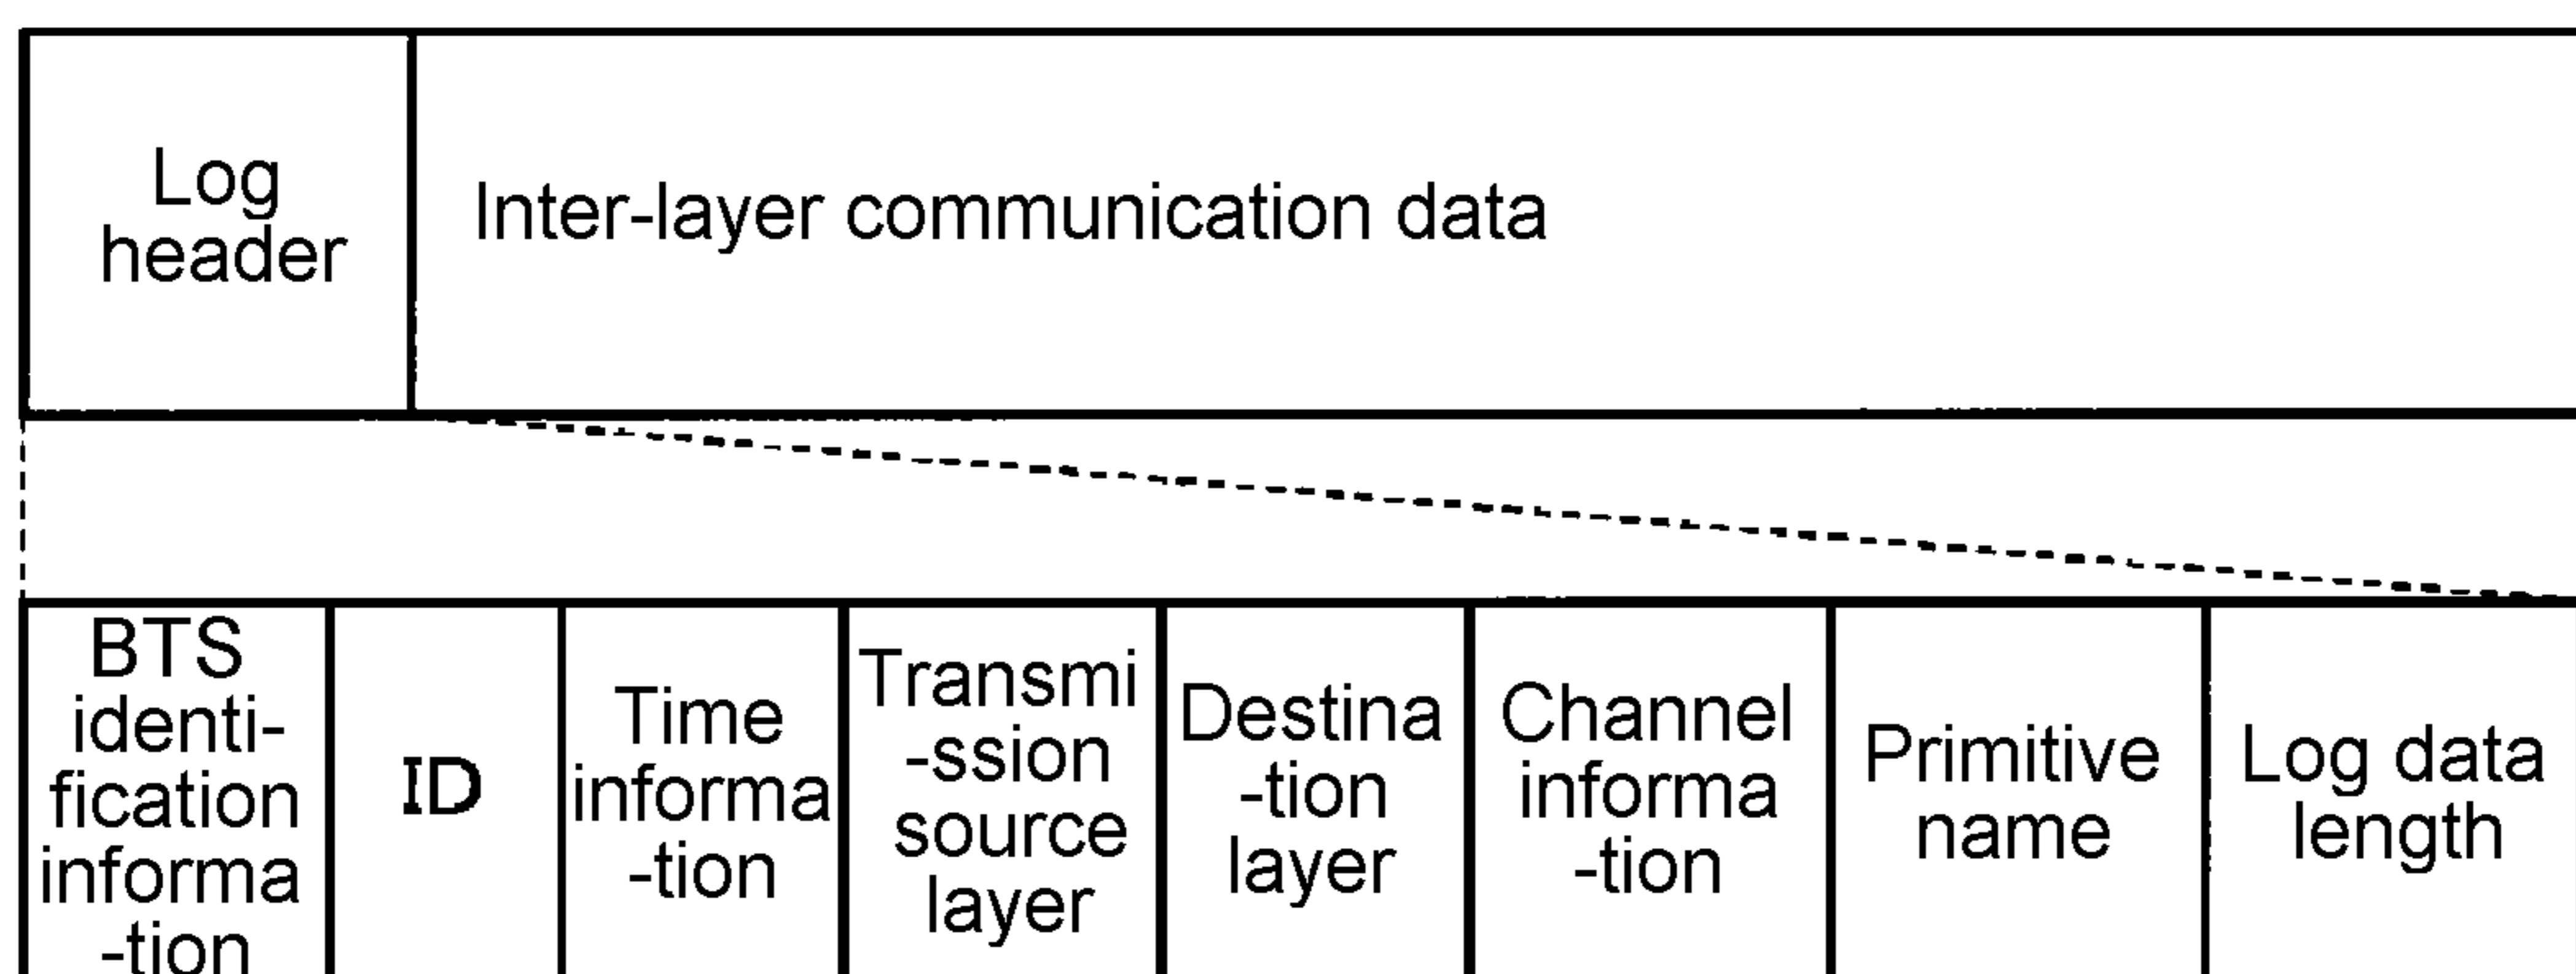 Log
header
Inter-layer communication data
BTS
identi-
fication
informa
-tion
ID
Time
informa
-tion
Transmi
-ssion
source
layer
Destina
-tion
layer
Channel
informa
-tion
Primitive
name
Log data
length